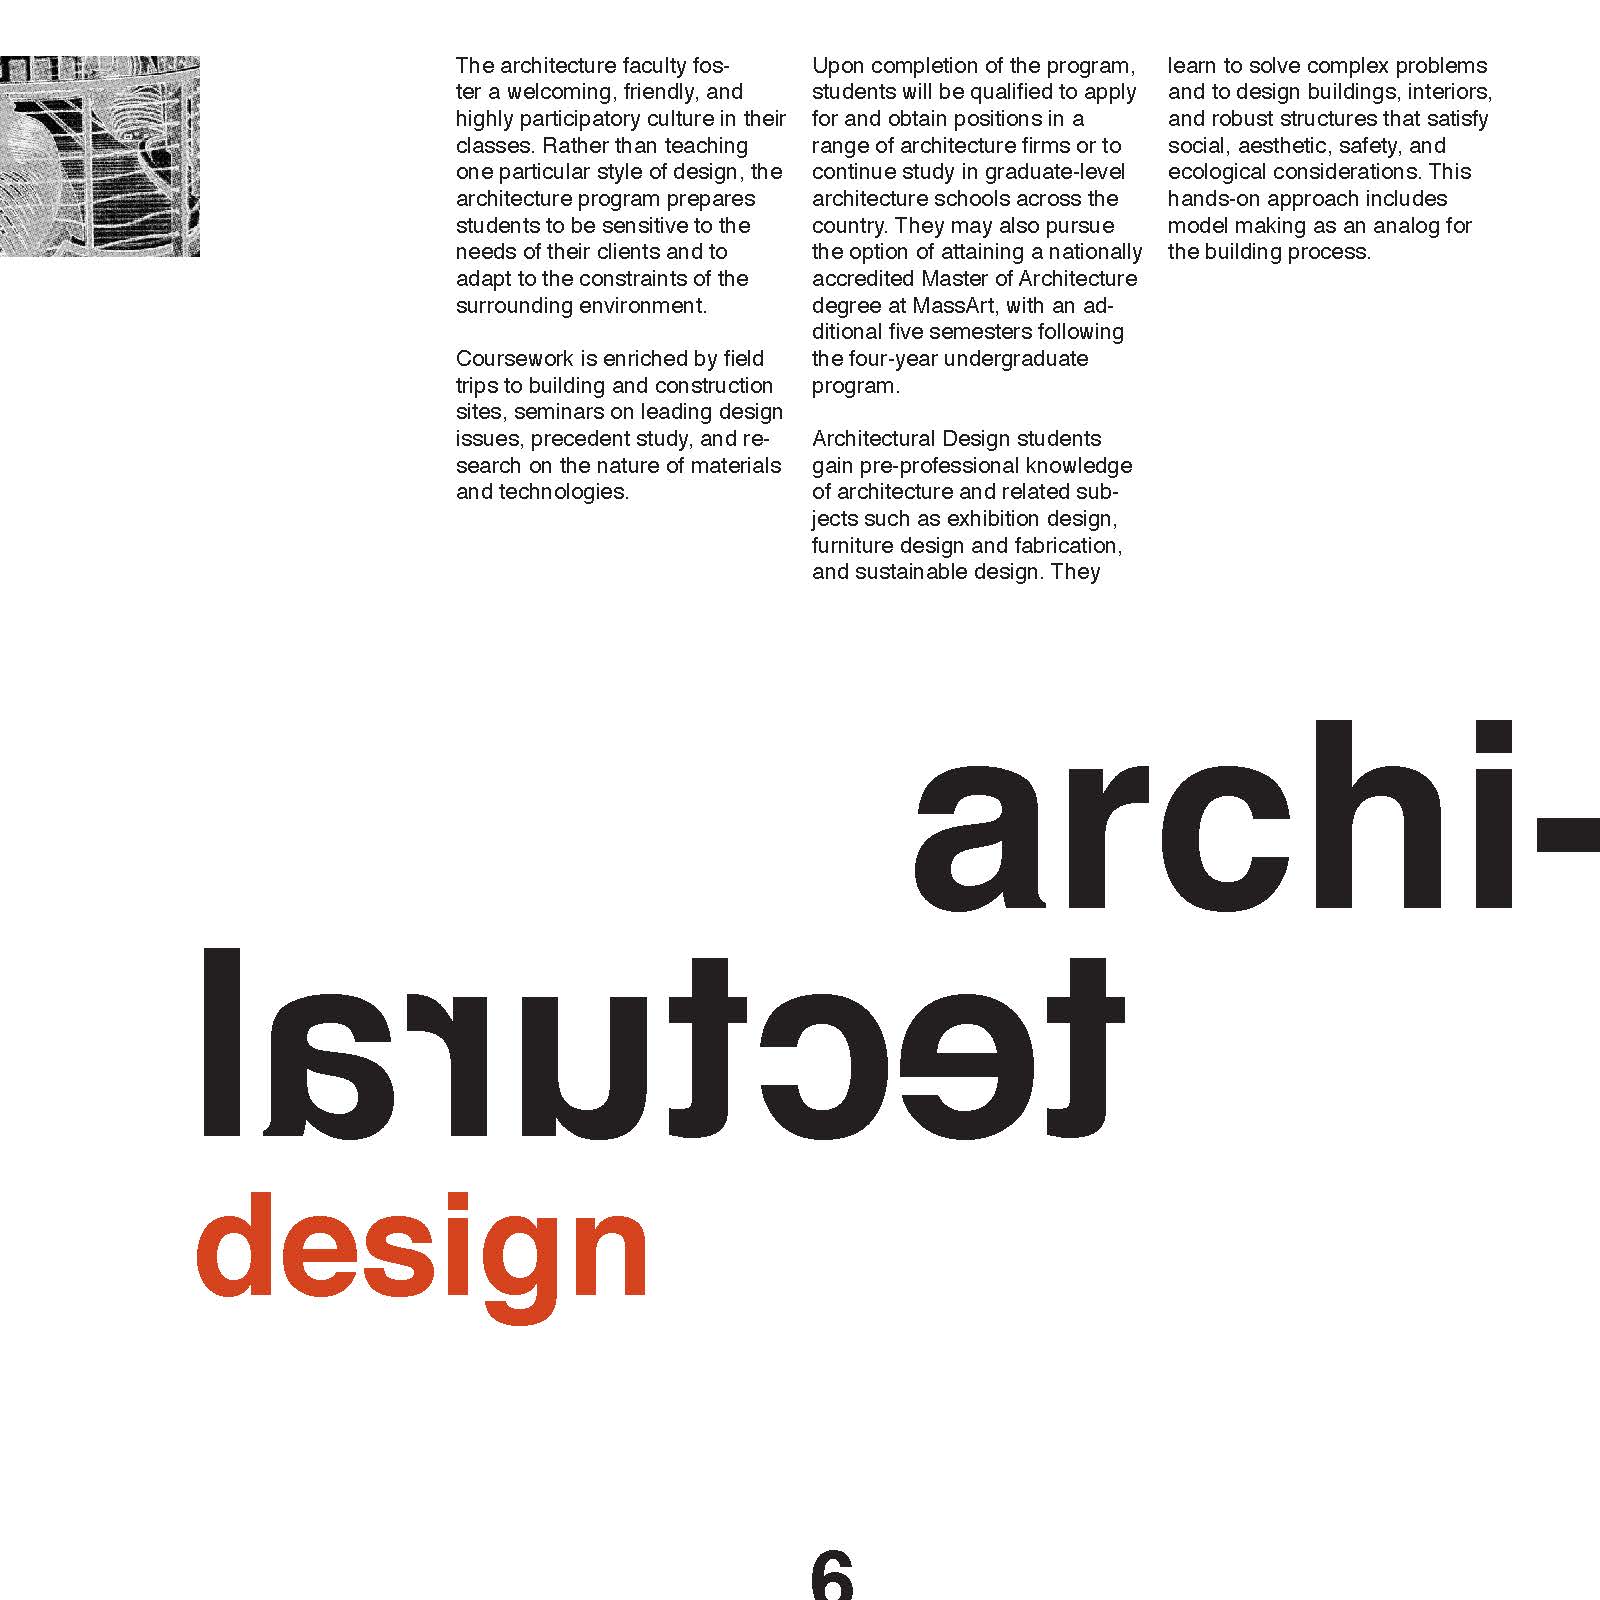 The architecture faculty fos-
ter a welcoming, friendly, and
highly participatory culture in their
classes. Rather than teaching
one particular style of design, the
architecture program prepares
students to be sensitive to the
needs of their clients and to
adapt to the constraints of the
surrounding environment.
Coursework is enriched by field
trips to building and construction
sites, seminars on leading design
issues, precedent study, and re-
search on the nature of materials
and technologies.
Upon completion of the program,
students will be qualified to apply
for and obtain positions in a
range of architecture firms or to
continue study in graduate-level
architecture schools across the
country. They may also pursue
the option of attaining a nationally
accredited Master of Architecture
degree at MassArt, with an ad-
ditional five semesters following
the four-year undergraduate
program.
Architectural Design students
gain pre-professional knowledge
of architecture and related sub-
jects such as exhibition design,
furniture design and fabrication,
and sustainable design. They
learn to solve complex problems
and to design buildings, interiors,
and robust structures that satisfy
social, aesthetic, safety, and
ecological considerations. This
hands-on approach includes
model making as an analog for
the building process.
archi-
tectural
design
6